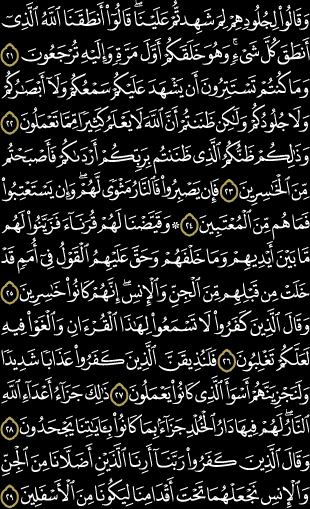 وَقَالُوا۟ لِجُلُودِهِمْ لِمَ شَهِدتُّمْ عَلَيْنَا ۖ قَالُوٓا۟ أَنطَقَنَا ٱللَّهُ ٱلَّذِىٓ
أَنطَقَ كُلَّ شَىْءٍ ۚ وَهُوَ خَلَقَكُمْ أَوَّلَ مَرَّةٍ وَإِلَيْهِ تُرْجَعُونَ ٢١
وَمَا كُنتُمْ تَسْتَتِرُونَ أَن يَشْهَدَ عَلَيْكُمْ سَمْعُكُمْ وَلَآ أَبْصَٰرُكُمْ
وَلَا جُلُودُكُمْ وَلَٰكِن ظَنَنتُمْ أَنَّ ٱللَّهَ لَا يَعْلَمُ كَثِيرًا مِّمَّا تَعْمَلُونَ ٢٢
وَذَٰلِكُمْ ظَنُّكُمُ ٱلَّذِى ظَنَنتُم بِرَبِّكُمْ أَرْدَىٰكُمْ فَأَصْبَحْتُم
مِّنَ ٱلْخَٰسِرِينَ ٢٣ فَإِن يَصْبِرُوا۟ فَٱلنَّارُ مَثْوًى لَّهُمْ ۖ وَإِن يَسْتَعْتِبُوا۟
فَمَا هُم مِّنَ ٱلْمُعْتَبِينَ ٢٤ ۞ وَقَيَّضْنَا لَهُمْ قُرَنَآءَ فَزَيَّنُوا۟ لَهُم
مَّا بَيْنَ أَيْدِيهِمْ وَمَا خَلْفَهُمْ وَحَقَّ عَلَيْهِمُ ٱلْقَوْلُ فِىٓ أُمَمٍ قَدْ
خَلَتْ مِن قَبْلِهِم مِّنَ ٱلْجِنِّ وَٱلْإِنسِ ۖ إِنَّهُمْ كَانُوا۟ خَٰسِرِينَ ٢٥
وَقَالَ ٱلَّذِينَ كَفَرُوا۟ لَا تَسْمَعُوا۟ لِهَٰذَا ٱلْقُرْءَانِ وَٱلْغَوْا۟ فِيهِ
لَعَلَّكُمْ تَغْلِبُونَ ٢٦ فَلَنُذِيقَنَّ ٱلَّذِينَ كَفَرُوا۟ عَذَابًا شَدِيدًا
وَلَنَجْزِيَنَّهُمْ أَسْوَأَ ٱلَّذِى كَانُوا۟ يَعْمَلُونَ ٢٧ ذَٰلِكَ جَزَآءُ أَعْدَآءِ ٱللَّهِ
ٱلنَّارُ ۖ لَهُمْ فِيهَا دَارُ ٱلْخُلْدِ ۖ جَزَآءًۢ بِمَا كَانُوا۟ بِـَٔايَٰتِنَا يَجْحَدُونَ ٢٨
وَقَالَ ٱلَّذِينَ كَفَرُوا۟ رَبَّنَآ أَرِنَا ٱلَّذَيْنِ أَضَلَّانَا مِنَ ٱلْجِنِّ
وَٱلْإِنسِ نَجْعَلْهُمَا تَحْتَ أَقْدَامِنَا لِيَكُونَا مِنَ ٱلْأَسْفَلِينَ ٢٩